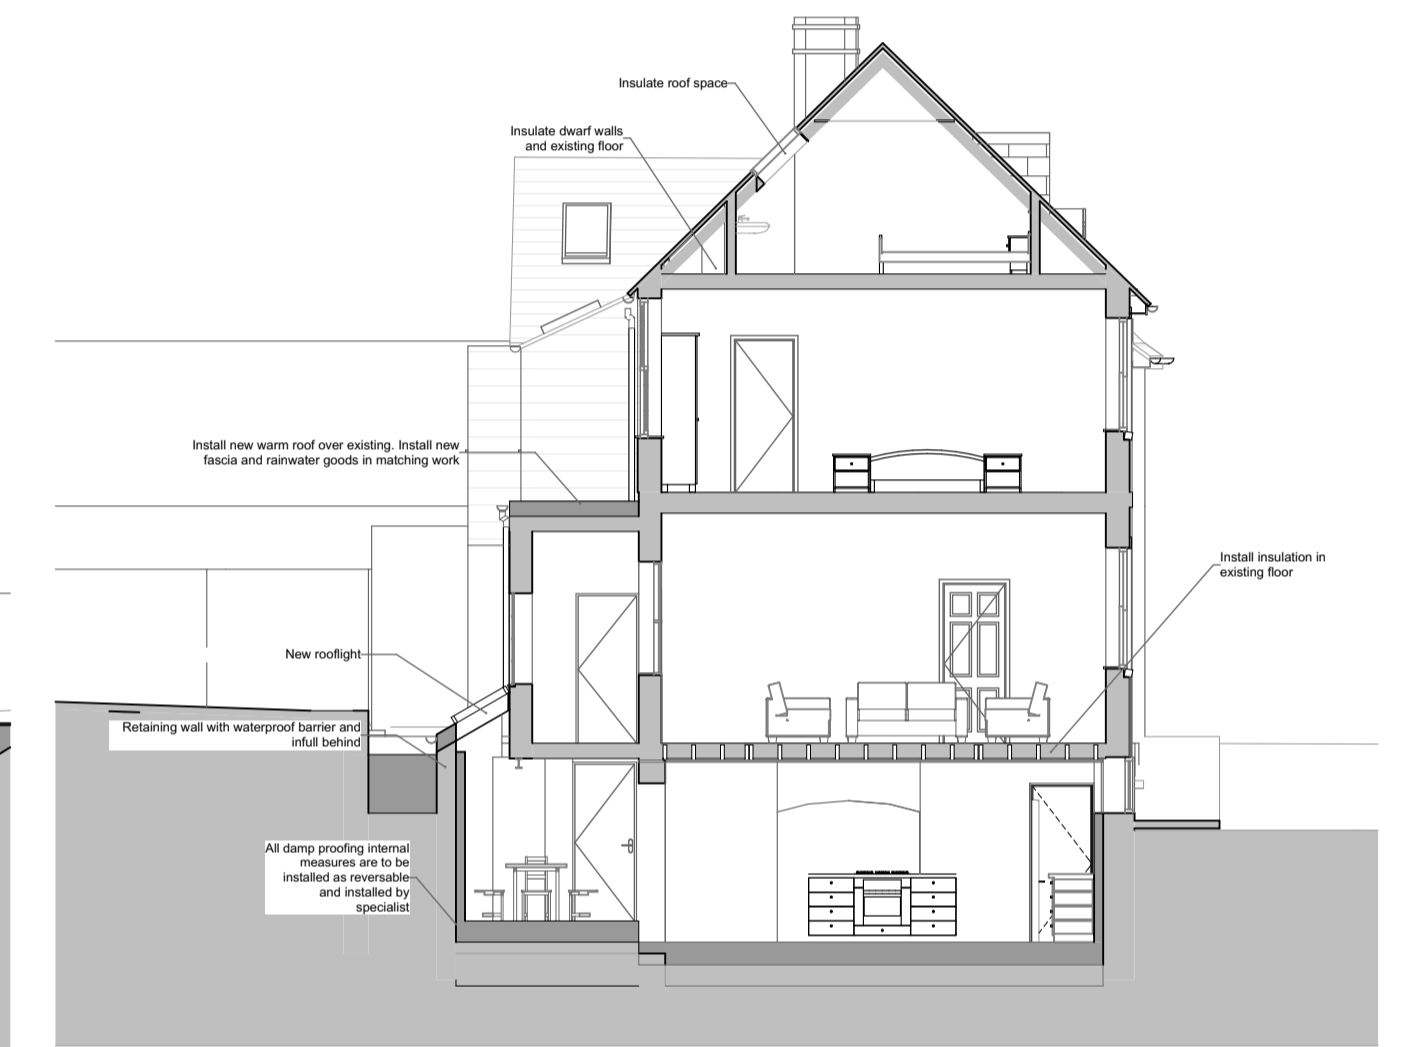 Insulate roof space
Insulate dwarf walls
and existing floor
Install new warm roof over existing. Install new
fascia and rainwater goods in matching work
Install insulation in
existing floor
New rooflight
Retaining wall with waterproof barrier and
infull behind
All damp proofing internal
measures are to be
installed as reversable
and installed by
specialist